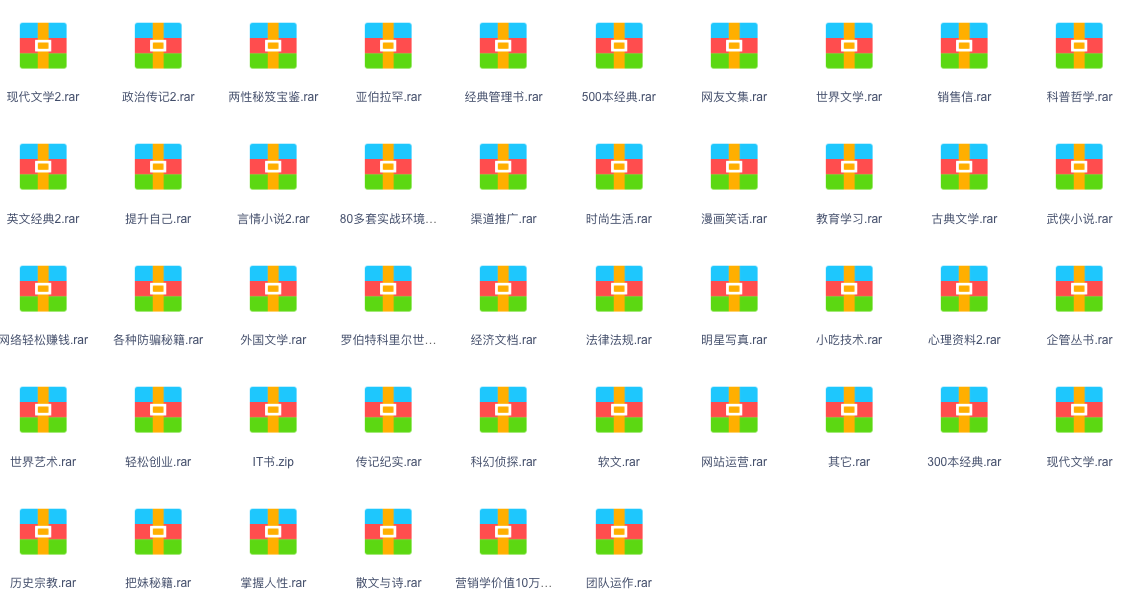 现代文学2.rar
政治传记2.rar
两性秘笈宝鉴.rar
亚伯拉罕.rar
经典管理书.rar
500本经典.rar
网友文集.rar
世界文学.rar
销售信.rar
科普哲学.rar
英文经典2.rar
提升自己.rar
言情小说2.rar
80多套实战环境...
渠道推广.rar
时尚生活.rar
漫画笑话.rar
教育学习.rar
古典文学.rar
武侠小说.rar
网络轻松赚钱.rar
各种防骗秘籍.rar
外国文学.rar
罗伯特科里尔世...
经济文档.rar
法律法规.rar
明星写真.rar
小吃技术.rar
心理资料2.rar
企管丛书.rar
世界艺术.rar
轻松创业.rar
IT书.zip
传记纪实.rar
科幻侦探.rar
软文.rar
网站运营.rar
其它.rar
300本经典.rar
现代文学.rar
历史宗教.rar
把妹秘籍.rar
掌握人性.rar
散文与诗.rar
营销学价值10万...
团队运作.rar